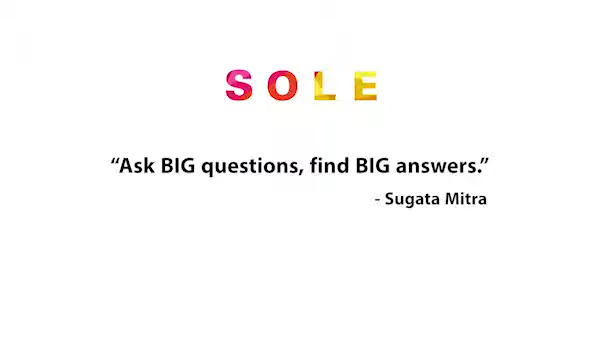 SOLE
“Ask BIG questions, find BIG answers.”
- Sugata Mitra